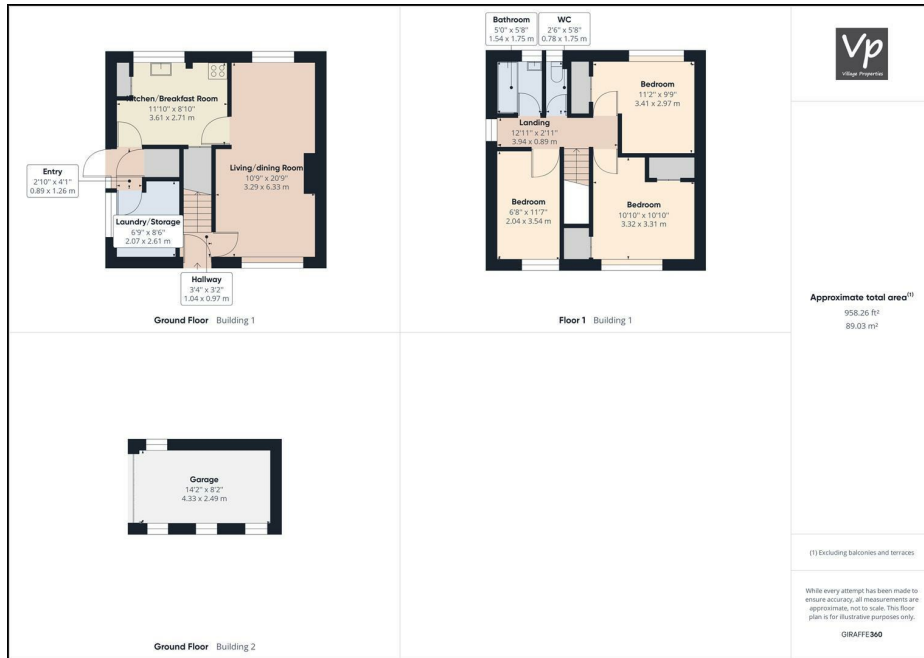 Kitchen/Breakfast Room
11'10" x 8'10"
3.61 x 2.71 m
Entry
2'10" x 4'1"
0.89 x 1.26 m
Living/dining Room
10'9" x 20'9"
3.29 x 6.33 m
Laundry/Storage
6'9" x 8'6"
2.07 x 2.61 m
Hallway
3'4" x 3'2"
1.04 x 0.97 m
Ground Floor Building 1
Bathroom
5'0" x 5'8"
1.54 x 1.75 m
WC
2'6" x 5'8"
0.78 x 1.75 m
Bedroom
11'2" x 9'9"
3.41 x 2.97 m
Landing
12'11" x 2'11"
3.94 x 0.89 m
Bedroom
6'8" x 11'7"
2.04 x 3.54 m
Bedroom
10'10" x 10'10"
3.32 x 3.31 m
Floor 1 Building 1
Garage
14'2" x 8'2"
4.33 x 2.49 m
Ground Floor Building 2
Vp
Village Properties
Approximate total area(1)
958.26 ft²
89.03 m²
(1) Excluding balconies and terraces
While every attempt has been made to
ensure accuracy, all measurements are
approximate, not to scale. This floor
plan is for illustrative purposes only.
GIRAFFE360